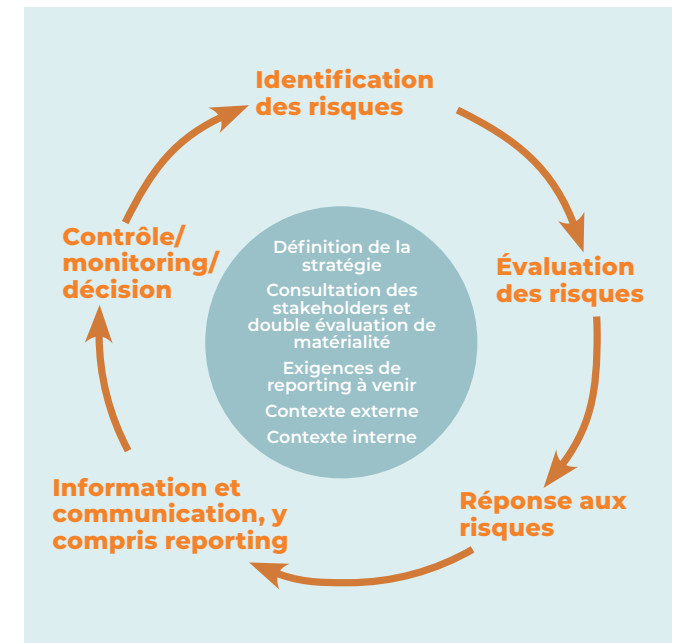 Identification
des risques
Évaluation
des risques
Réponse aux
risques
Information et
communication, y
compris reporting
Contrôle/
monitoring/
décision
Définition de la
stratégie
Consultation des
stakeholders et
double évaluation de
matérialité
Exigences de
reporting à venir
Contexte externe
Contexte interne